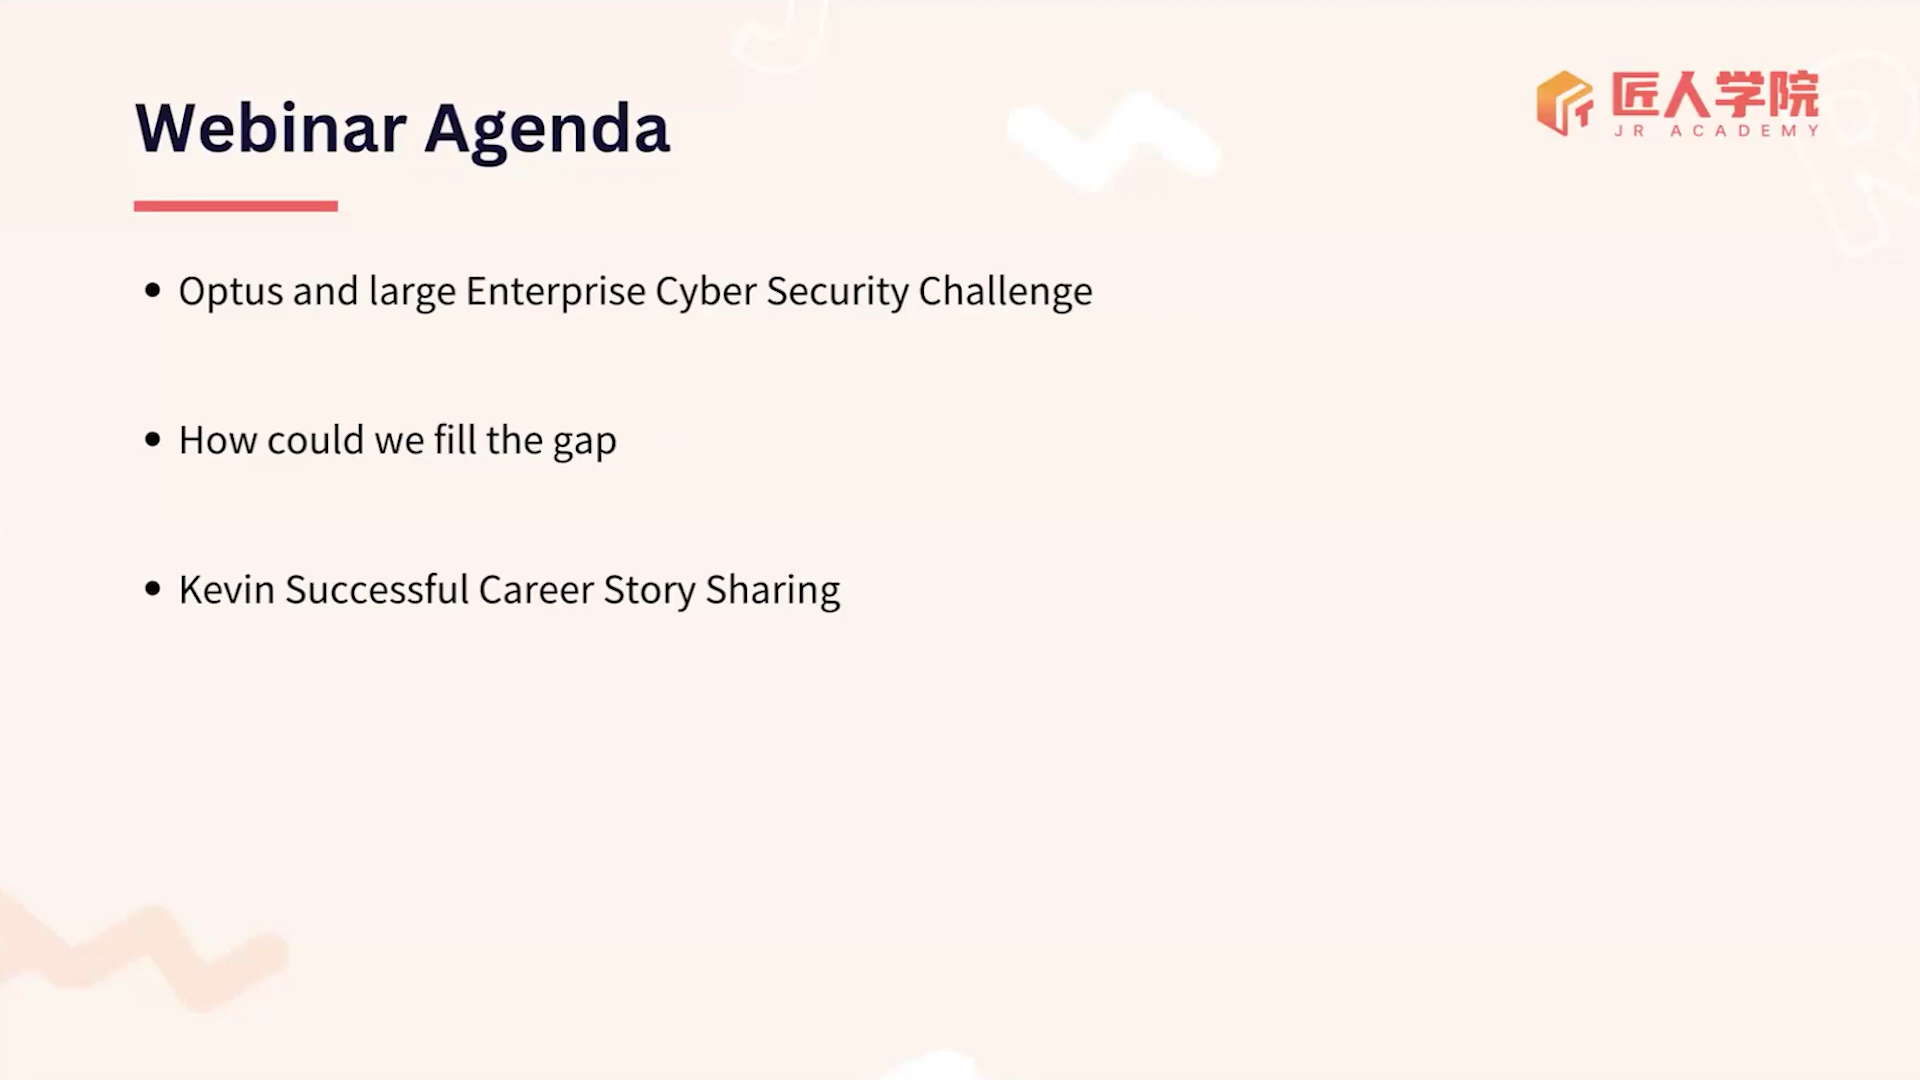 Webinar Agenda
匠人学院
JR ACADEMY
Optus and large Enterprise Cyber Security Challenge
How could we fill the gap
Kevin Successful Career Story Sharing